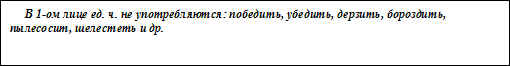 В 1-ом лице ед. ч. не употребляются: победить, убедить, дерзить, бороздить,
пылесосит, шелестеть и др.